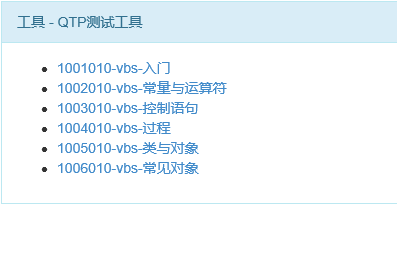 工具 - QTP测试工具
1001010-vbs-入门
1002010-vbs-常量与运算符
1003010-vbs-控制语句
1004010-vbs-过程
1005010-vbs-类与对象
1006010-vbs-常见对象